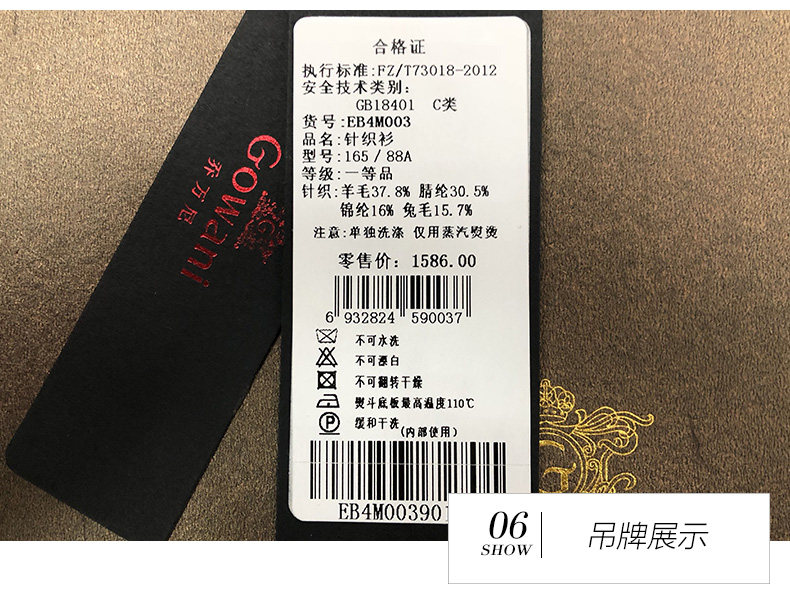 合格证
执行标准:FZ/T73018-2012
安全技术类别:
GB18401 C类
货号:EB4M003
品名:针织衫
型号:165/88A
等级:一等品
针织:羊毛37.8% 腈纶30.5%
锦纶16% 兔毛15.7%
注意:单独洗涤 仅用蒸汽熨烫
零售价: 1586.00
6 932824 590037
不可水洗
不可漂白
不可翻转干燥
熨斗底板最高温度110℃
P 缓和干洗(内部使用)
EB4M003901
Gowani
乔万尼
06
SHOW
吊牌展示